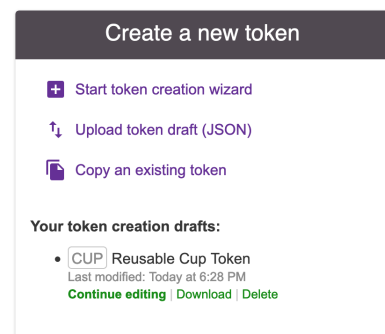 Create a new token
Start token creation wizard
Upload token draft (JSON)
Copy an existing token
Your token creation drafts:
• CUP Reusable Cup Token
Last modified: Today at 6:28 PM
Continue editing | Download | Delete